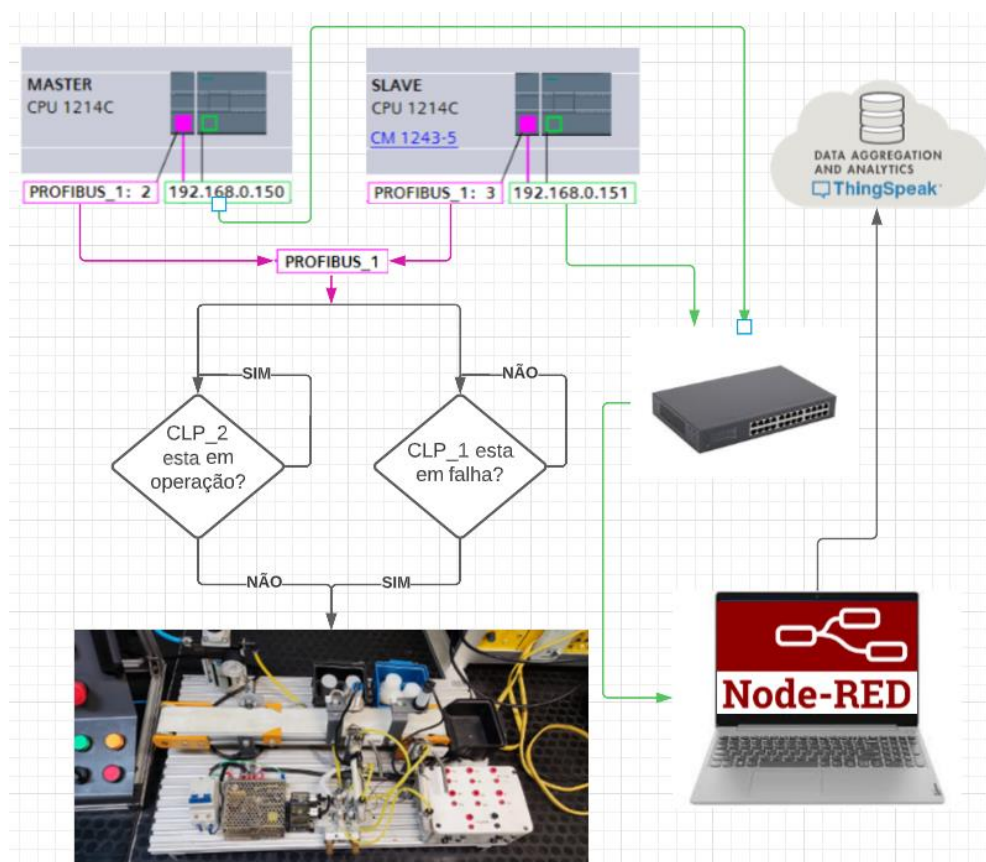 MASTER
CPU 1214C
PROFIBUS_1: 2
192.168.0.150
SLAVE
CPU 1214C
CM 1243-5
PROFIBUS_1: 3
192.168.0.151
DATA AGGREGATION
AND ANALYTICS
ThingSpeak
PROFIBUS_1
SIM
NÃO
CLP_2
esta em
operação?
CLP_1 esta
em falha?
NÃO
SIM
Node-RED